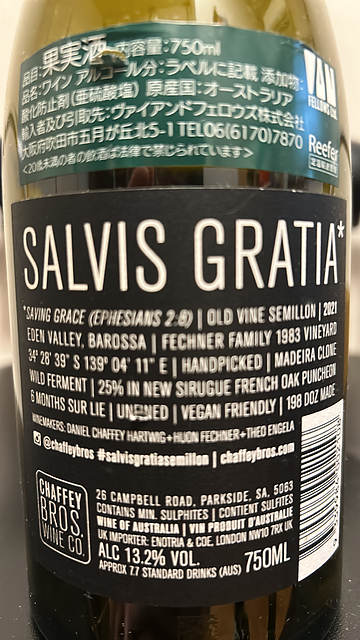 品目:果実酒 内容量:750ml
品名:ワイン アルコール分:ラベルに記載 添加物:
酸化防止剤(亜硫酸塩) 原産国:オーストラリア
輸入者及び引取先:ヴァイアンドフェロウズ株式会社
大阪府吹田市五月が丘北5-1 TEL06(6170)7870
<20歳未満の者の飲酒は法律で禁じられています>
VAN
FELLOWS
Reefer
SALVIS GRATIA*
*SAVING GRACE (EPHESIANS 2:8) | OLD VINE SEMILLON | 2021
EDEN VALLEY, BAROSSA | FECHNER FAMILY 1983 VINEYARD
34° 28' 39" S 139° 04' 11" E | HANDPICKED | MADEIRA CLONE
WILD FERMENT | 25% IN NEW SIRUGUE FRENCH OAK PUNCHEON
6 MONTHS SUR LIE | UNFINED | VEGAN FRIENDLY | 198 DOZ MADE
WINEMAKERS: DANIEL CHAFFEY HARTWIG+HUON FECHNER+THEO ENGELA
@chaffeybros #salvisgratiasemillon | chaffeybros.com
CHAFFEY
BROS
WINE CO.
26 CAMPBELL ROAD, PARKSIDE, SA, 5063
CONTAINS MIN. SULPHITES | CONTIENT SULFITES
WINE OF AUSTRALIA | VIN PRODUIT D'AUSTRALIE
UK IMPORTER: ENOTRIA & COE, LONDON NW10 7RX UK
ALC 13.2% VOL. 750ML
APPROX 7.7 STANDARD DRINKS (AUS)